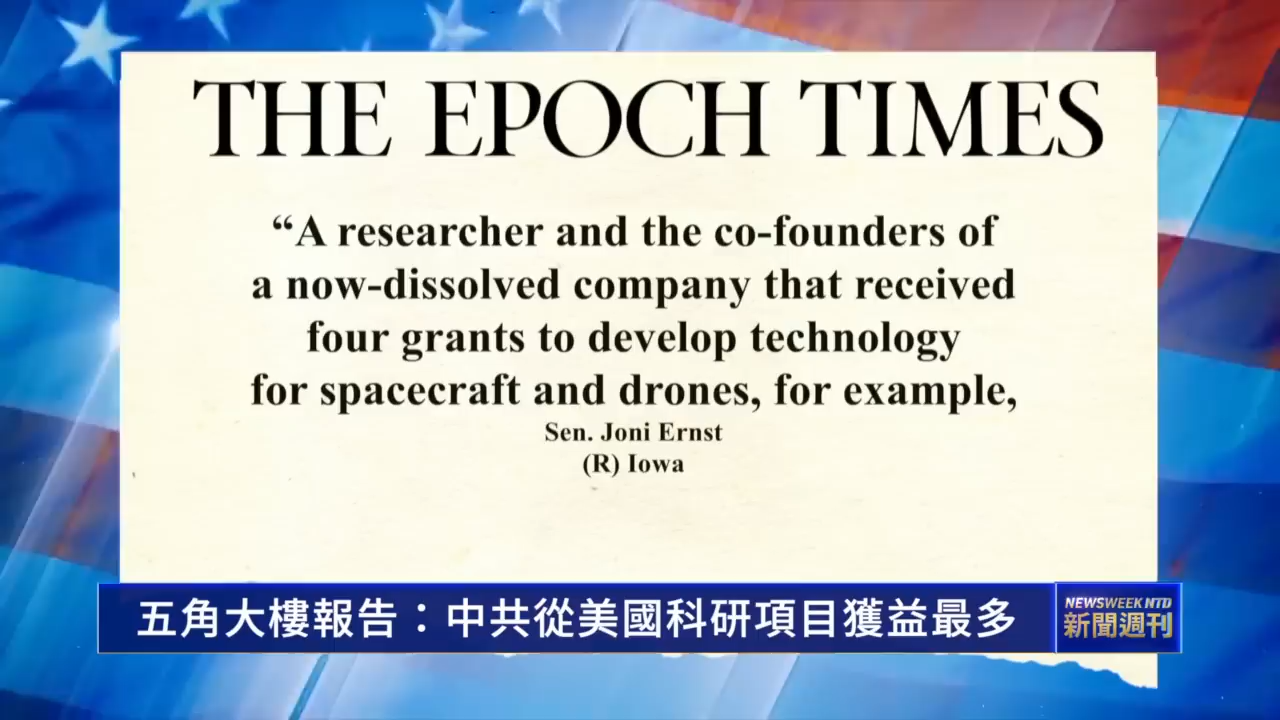 THE EPOCH TIMES
“A researcher and the co-founders of
a now-dissolved company that received
four grants to develop technology
for spacecraft and drones, for example,
Sen. Joni Ernst
(R) Iowa
五角大樓報告：中共從美國科研項目獲益最多
NEWSWEEK NTD
新聞週刊